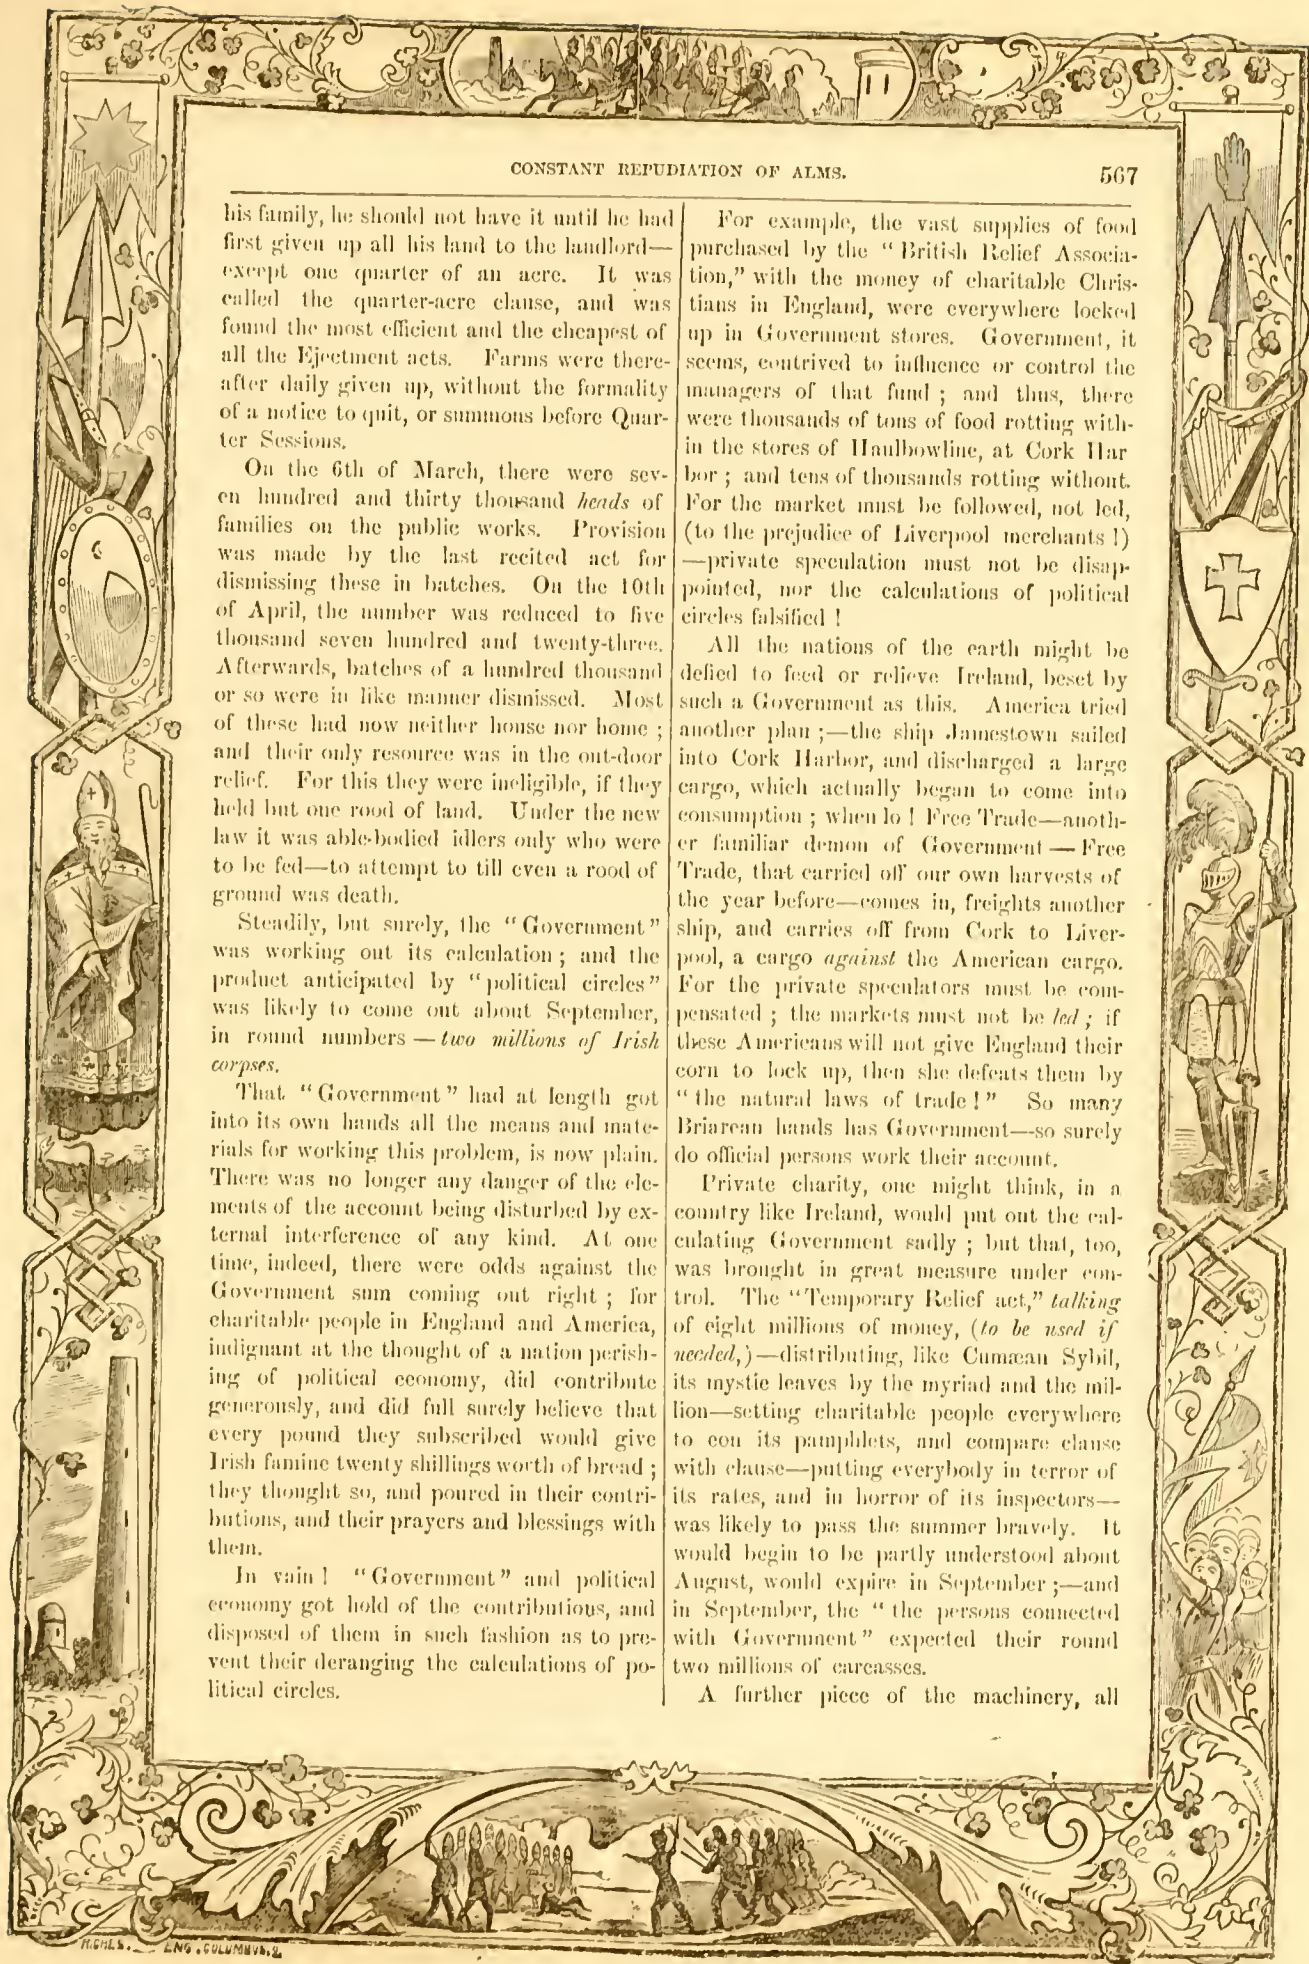 CONSTANT REPUDIATION OF ALMS.
567
his family, he should not have it until he had
first given up all his land to the landlord—
except one quarter of an acre. It was
called the quarter-acre clause, and was
found the most efficient and the cheapest of
all the Ejectment acts. Farms were there-
after daily given up, without the formality
of a notice to quit, or summons before Quar-
ter Sessions.
On the 6th of March, there were sev-
en hundred and thirty thousand heads of
families on the public works. Provision
was made by the last recited act for
dismissing these in batches. On the 10th
of April, the number was reduced to five
thousand seven hundred and twenty-three.
Afterwards, batches of a hundred thousand
or so were in like manner dismissed. Most
of these had now neither house nor home ;
and their only resource was in the out-door
relief. For this they were ineligible, if they
held but one rood of land. Under the new
law it was able-bodied idlers only who were
to be fed—to attempt to till even a rood of
ground was death.
Steadily, but surely, the “Government”
was working out its calculation ; and the
product anticipated by “political circles”
was likely to come out about September,
in round numbers — two millions of Irish
corpses.
That “Government” had at length got
into its own hands all the means and mate-
rials for working this problem, is now plain.
There was no longer any danger of the ele-
ments of the account being disturbed by ex-
ternal interference of any kind. At one
time, indeed, there were odds against the
Government sum coming out right ; for
charitable people in England and America,
indignant at the thought of a nation perish-
ing of political economy, did contribute
generously, and did full surely believe that
every pound they subscribed would give
Irish famine twenty shillings worth of bread ;
they thought so, and poured in their contri-
butions, and their prayers and blessings with
them.
In vain ! “Government” and political
economy got hold of the contributions, and
disposed of them in such fashion as to pre-
vent their deranging the calculations of po-
litical circles.
For example, the vast supplies of food
purchased by the “British Relief Associa-
tion,” with the money of charitable Chris-
tians in England, were everywhere locked
up in Government stores. Government, it
seems, contrived to influence or control the
managers of that fund ; and thus, there
were thousands of tons of food rotting with-
in the stores of Haulbowline, at Cork Har
bor ; and tens of thousands rotting without.
For the market must be followed, not led,
(to the prejudice of Liverpool merchants !)
—private speculation must not be disap-
pointed, nor the calculations of political
circles falsified !
All the nations of the earth might be
defied to feed or relieve Ireland, beset by
such a Government as this. America tried
another plan ;—the ship Jamestown sailed
into Cork Harbor, and discharged a large
cargo, which actually began to come into
consumption ; when lo ! Free Trade—anoth-
er familiar demon of Government — Free
Trade, that carried off our own harvests of
the year before—comes in, freights another
ship, and carries off from Cork to Liver-
pool, a cargo against the American cargo.
For the private speculators must be com-
pensated ; the markets must not be led ; if
these Americans will not give England their
corn to lock up, then she defeats them by
“the natural laws of trade !” So many
Briarean hands has Government—so surely
do official persons work their account.
Private charity, one might think, in a
country like Ireland, would put out the cal-
culating Government sadly ; but that, too,
was brought in great measure under con-
trol. The “Temporary Relief act,” talking
of eight millions of money, (to be used if
needed,)—distributing, like Cumæan Sybil,
its mystic leaves by the myriad and the mil-
lion—setting charitable people everywhere
to con its pamphlets, and compare clause
with clause—putting everybody in terror of
its rates, and in horror of its inspectors—
was likely to pass the summer bravely. It
would begin to be partly understood about
August, would expire in September ;—and
in September, the “ the persons connected
with Government” expected their round
two millions of carcasses.
A further piece of the machinery, all
ENG. COLUMBUS.